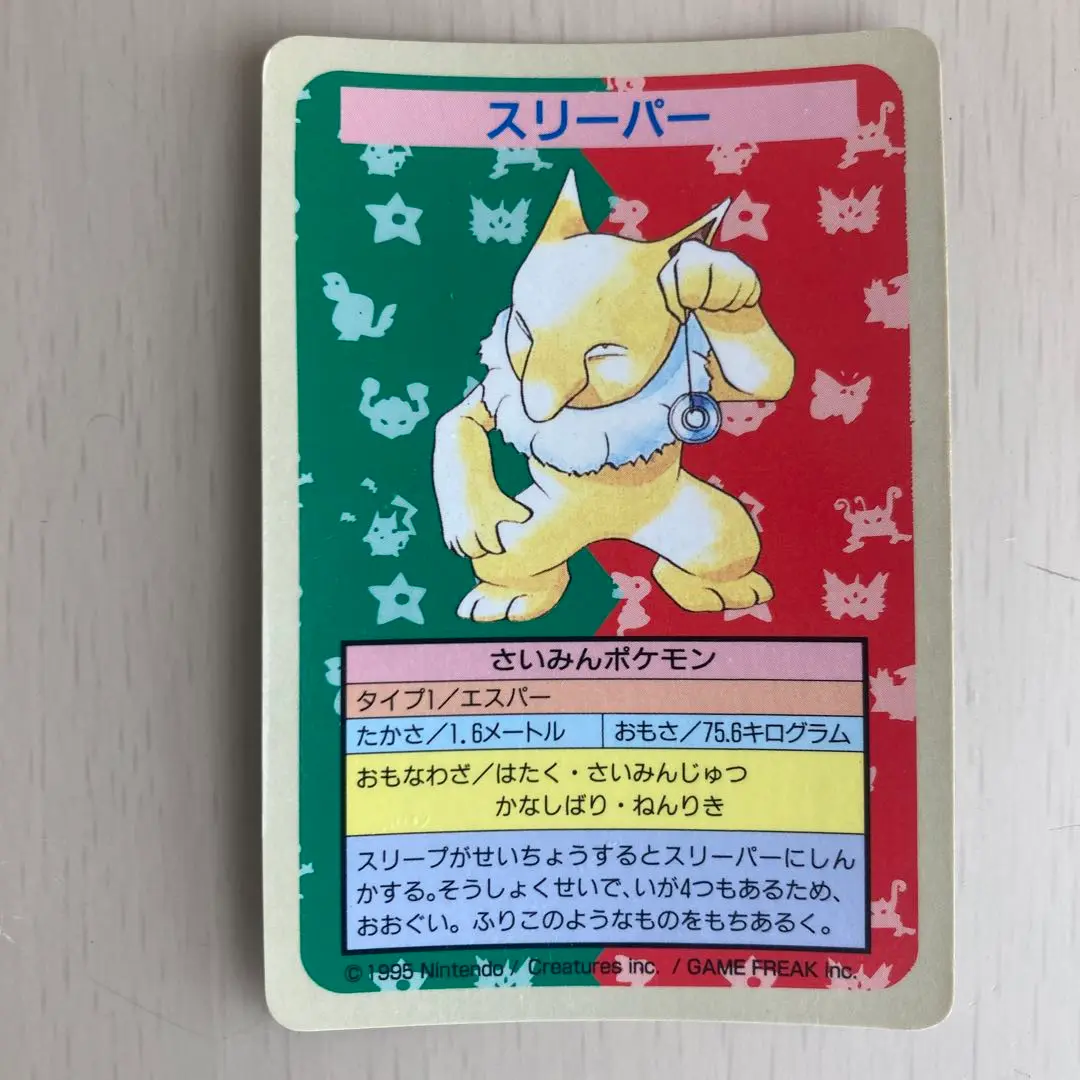 スリーパー
さいみんポケモン
タイプ1/エスパー
たかさ/1.6メートル おもさ/75.6キログラム
おもなわざ/はたく・さいみんじゅつ
かなしばり・ねんりき
スリープがせいちょうするとスリーパーにしん
かする。そうしょくせいで、いが4つもあるため、
おおぐい。ふりこのようなものをもちあるく。
© 1995 Nintendo / Creatures inc. / GAME FREAK inc.